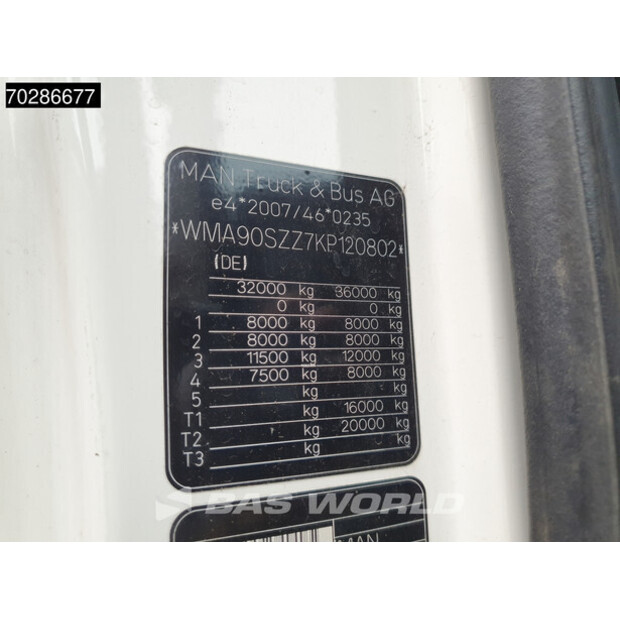 70286677
MAN Truck & Bus AG
e4*2007/46*0235
*WMA90SZZ7KP120802*
(DE)
32000 kg 36000 kg
0 kg 0 kg
1 8000 kg 8000 kg
2 8000 kg 8000 kg
3 11500 kg 12000 kg
4 7500 kg 8000 kg
5 kg
T1 kg 16000 kg
T2 kg 20000 kg
T3 kg
BAS WORLD
MAN